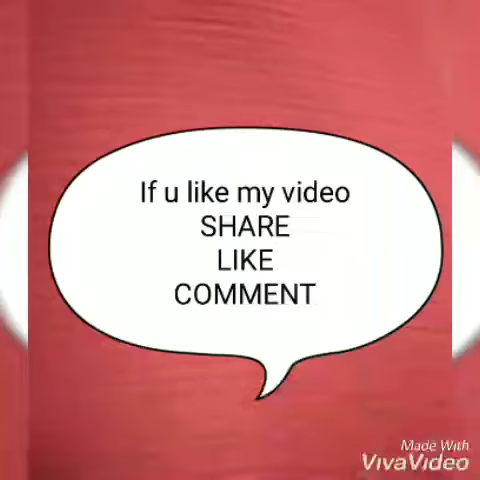 If u like my video
SHARE
LIKE
COMMENT
Made With
VivaVideo